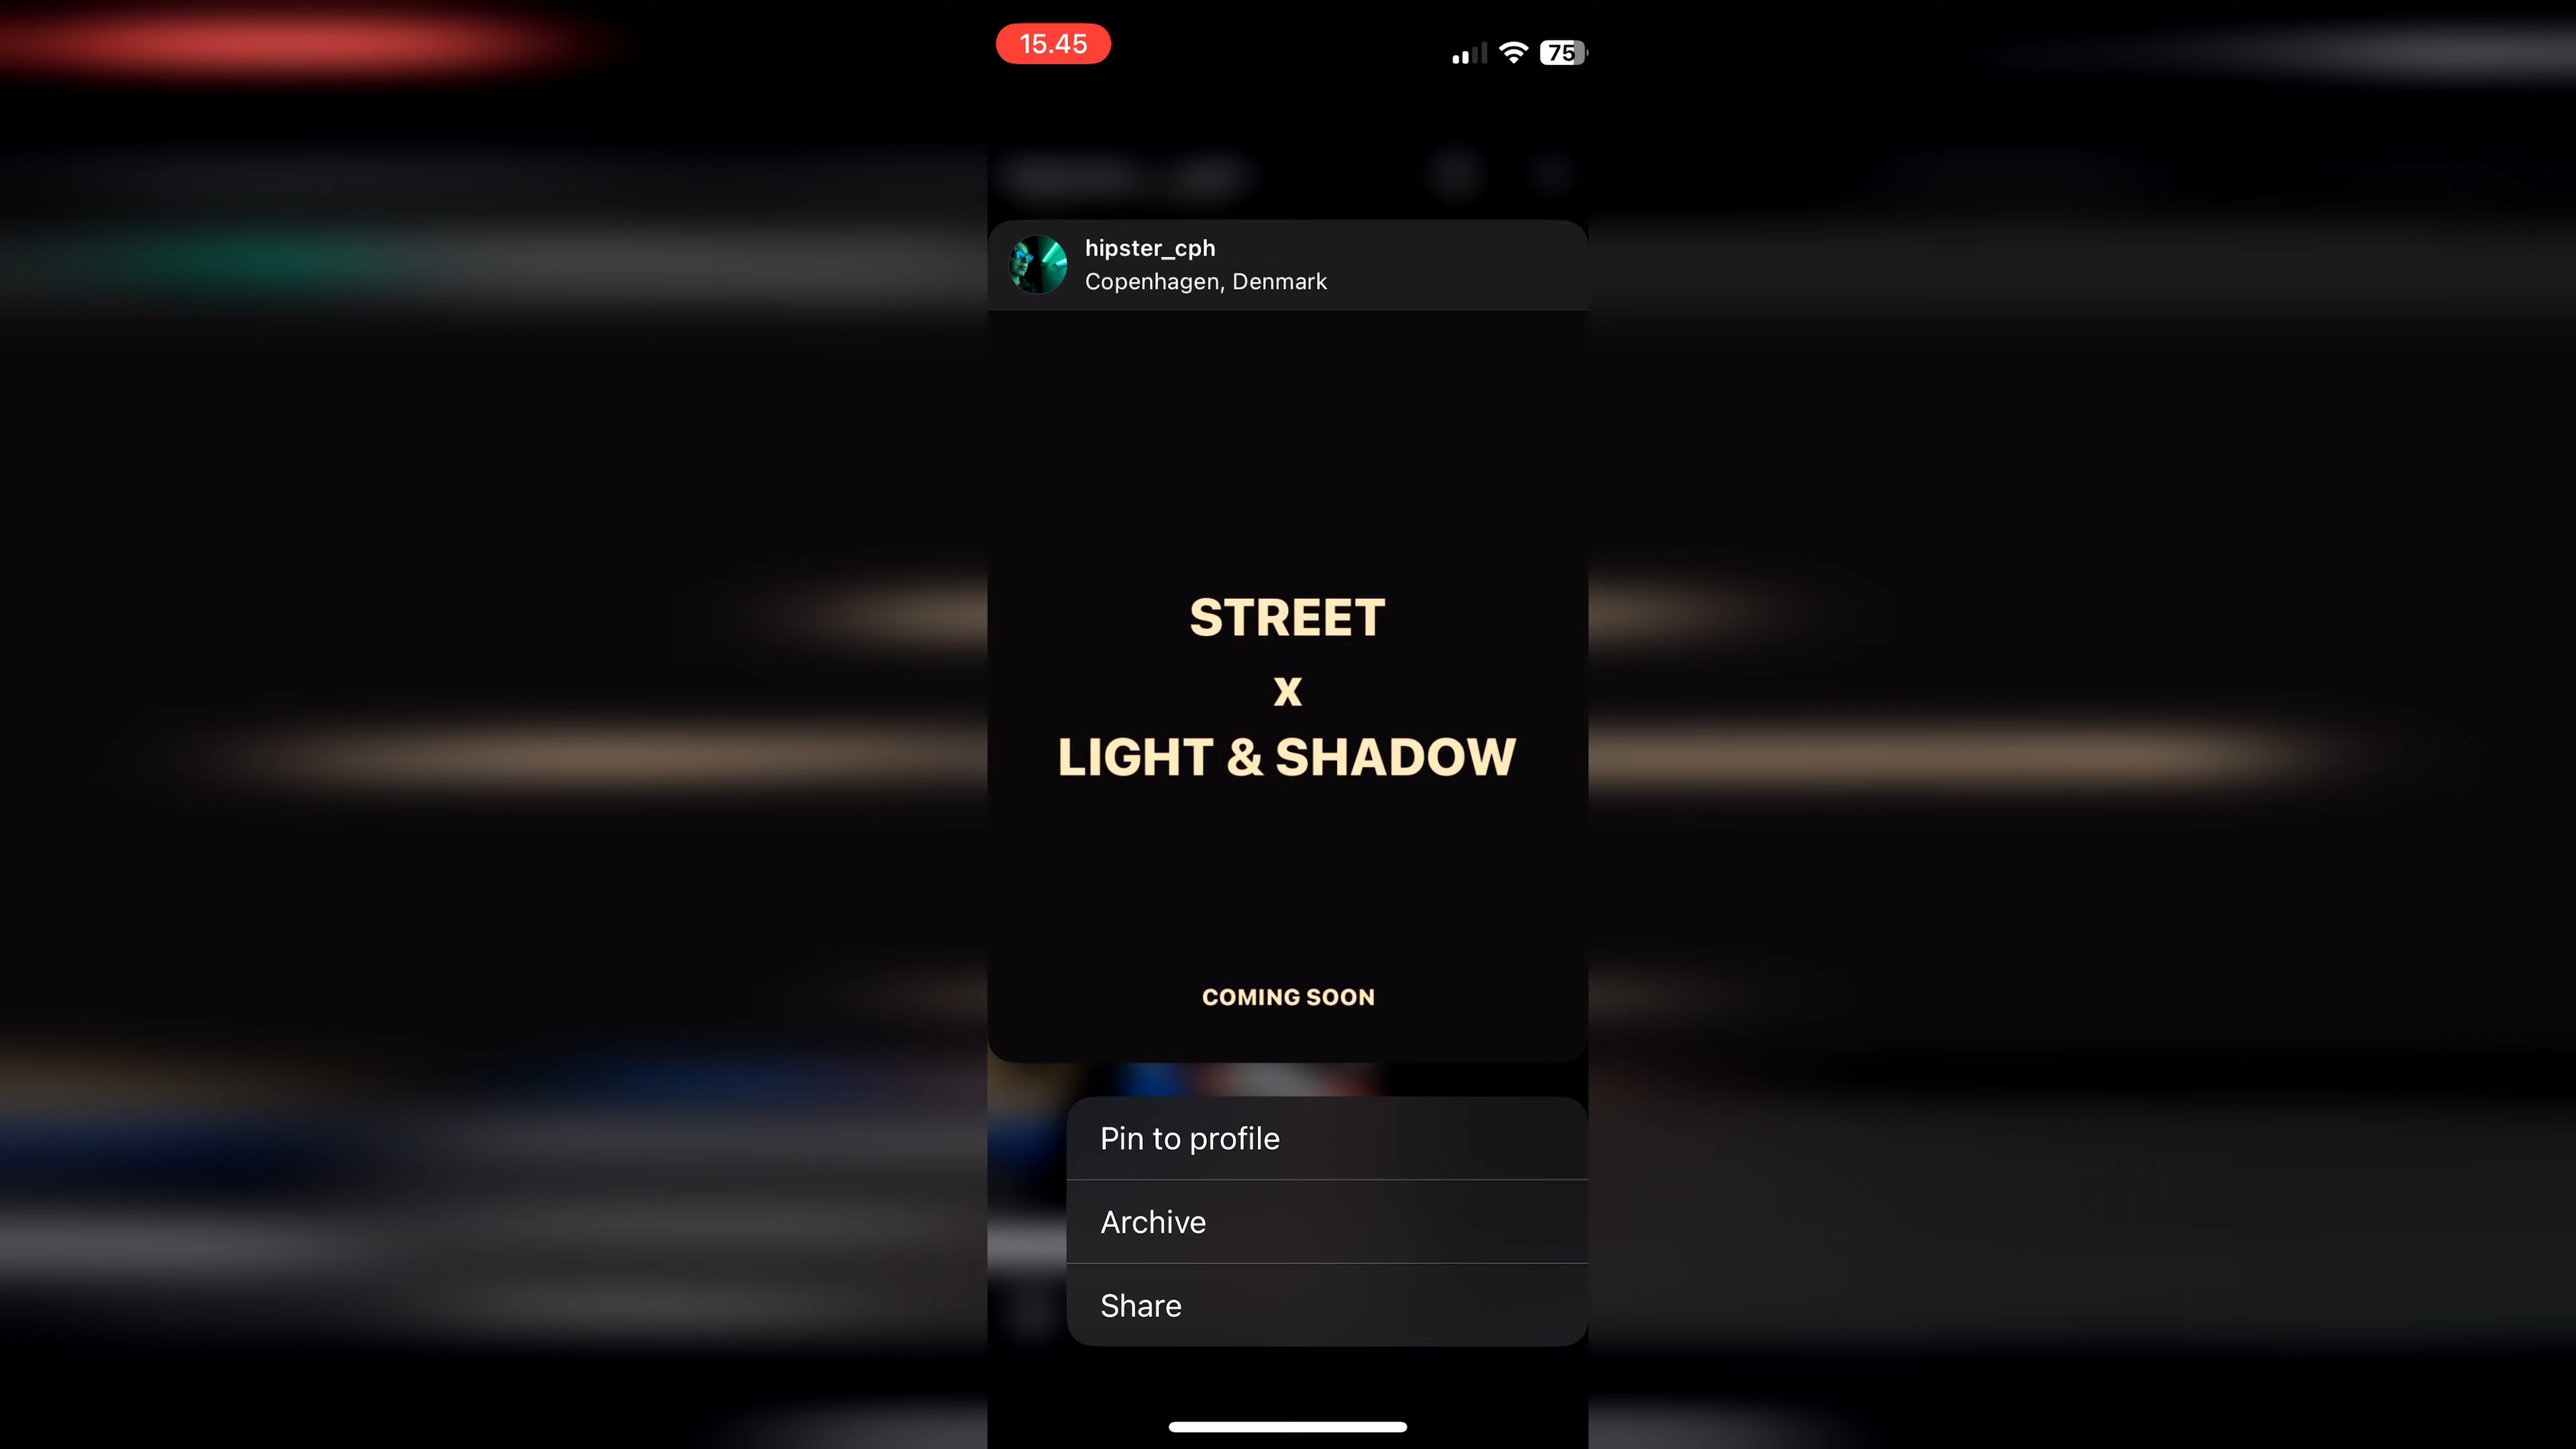 15.45
75
hipster_cph
Copenhagen, Denmark
STREET
x
LIGHT & SHADOW
COMING SOON
Pin to profile
Archive
Share